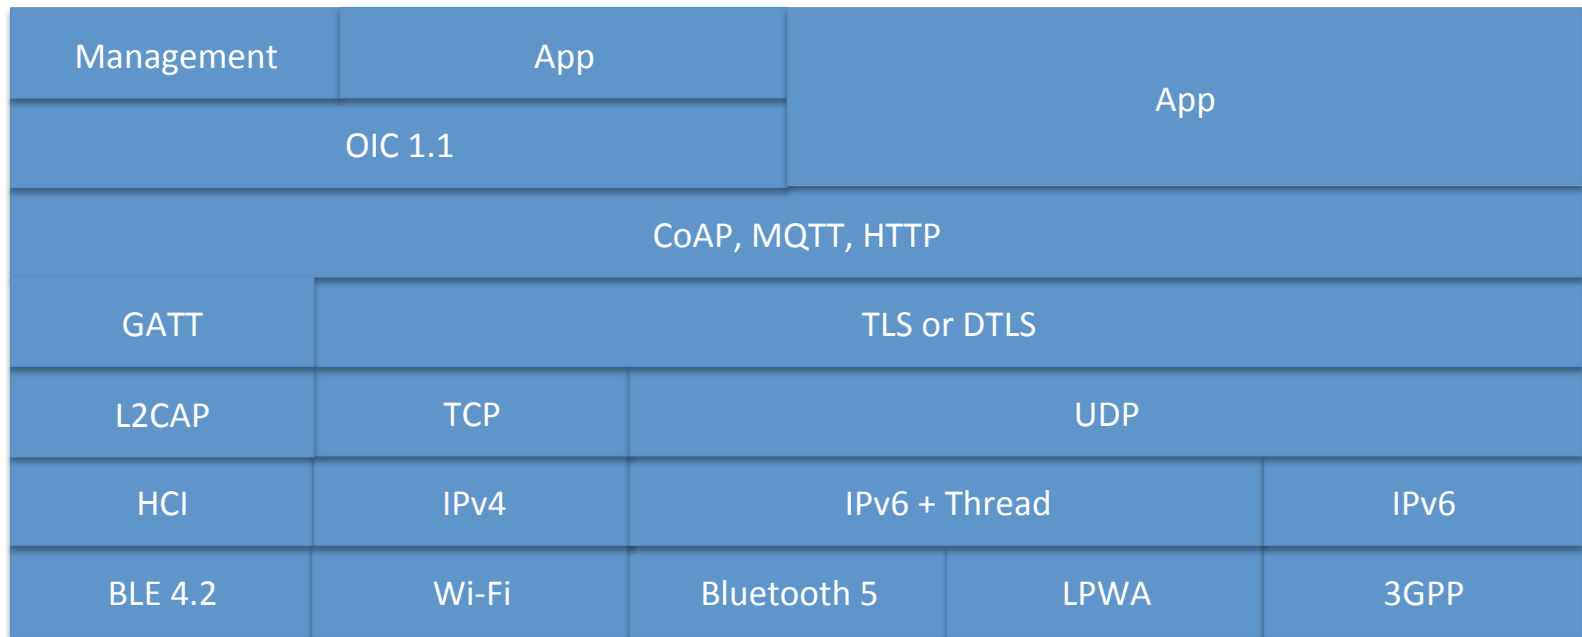 Management
App
App
OIC 1.1
CoAP, MQTT, HTTP
GATT
TLS or DTLS
L2CAP
TCP
UDP
HCI
IPv4
IPv6 + Thread
IPv6
BLE 4.2
Wi-Fi
Bluetooth 5
LPWA
3GPP